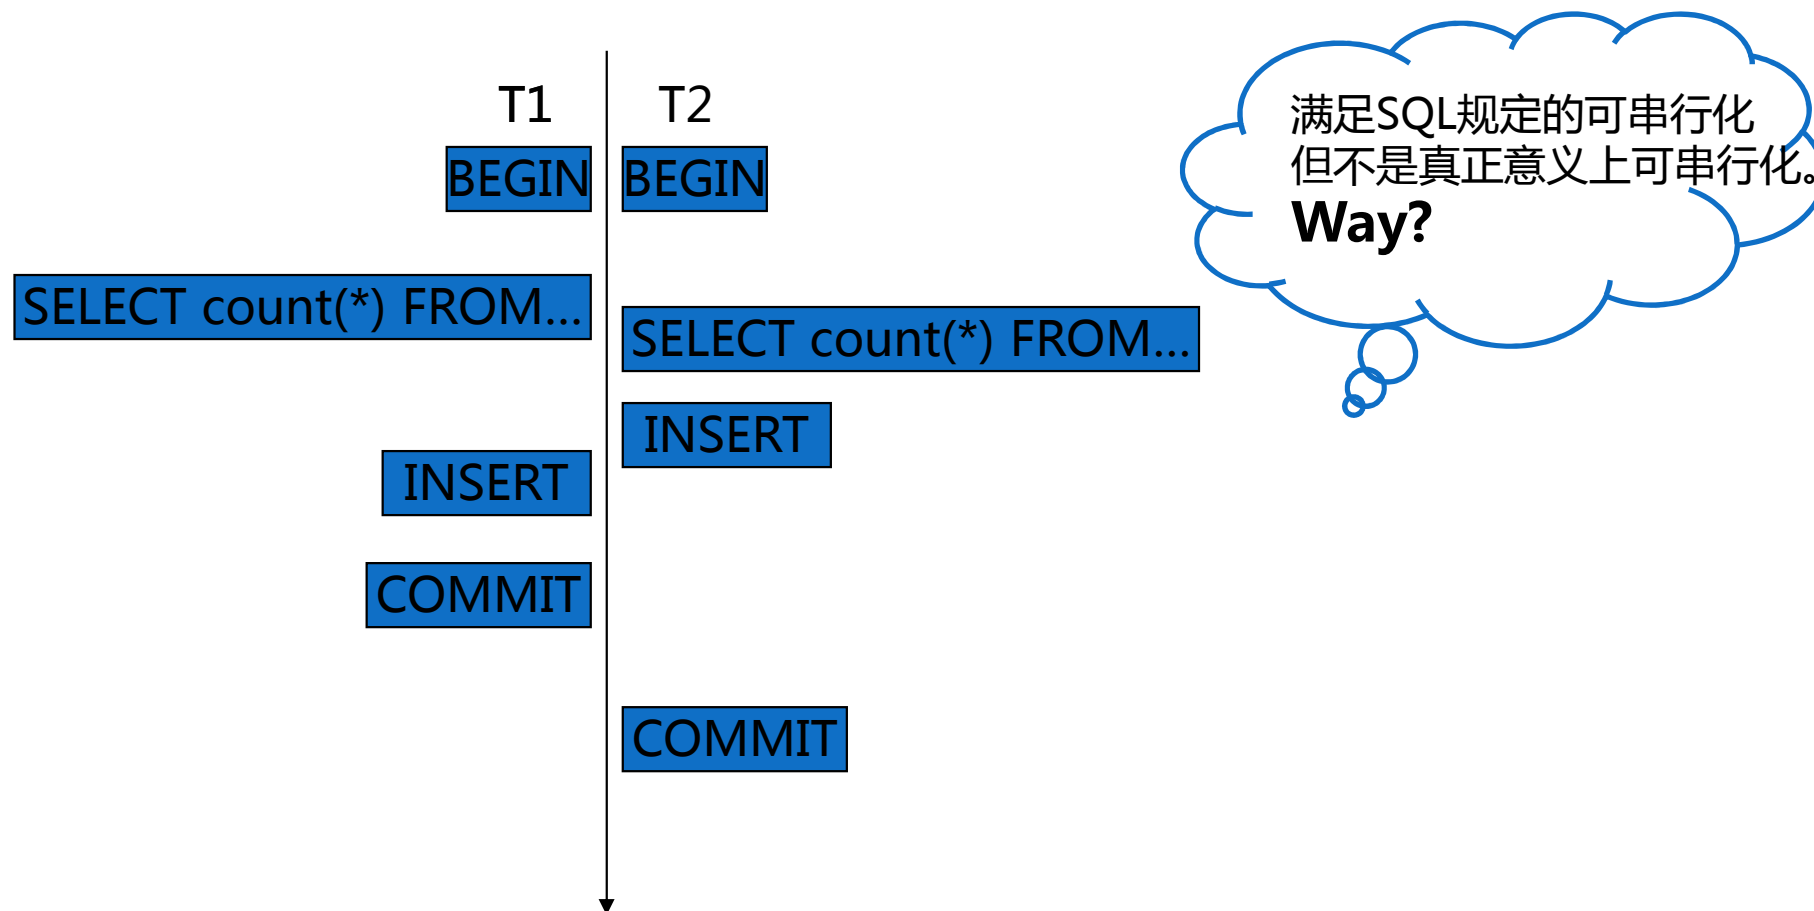 T1
T2
BEGIN
BEGIN
SELECT count(*) FROM...
SELECT count(*) FROM...
INSERT
INSERT
COMMIT
COMMIT
满足SQL规定的可串行化
但不是真正意义上可串行化。
Way?